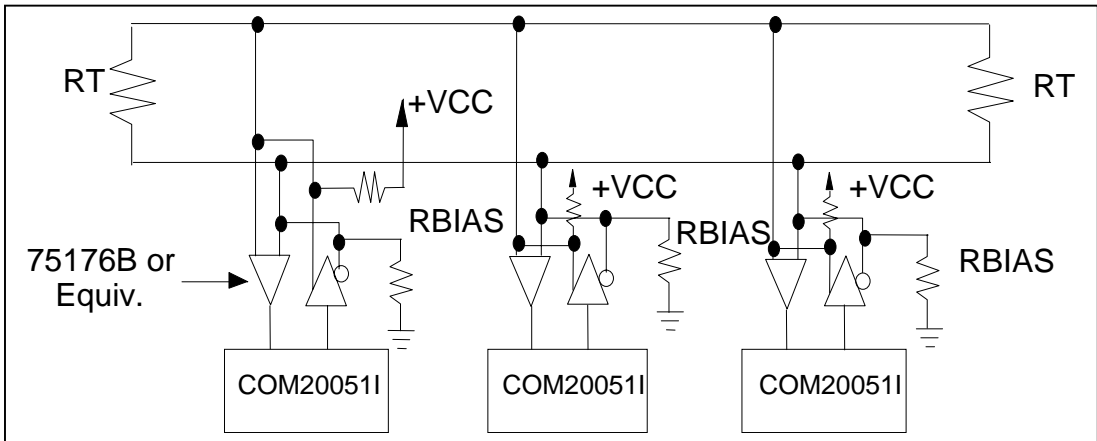 RT
RT
+VCC
+VCC
+VCC
RBIAS
RBIAS
RBIAS
75176B or
Equiv.
COM20051I
COM20051I
COM20051I